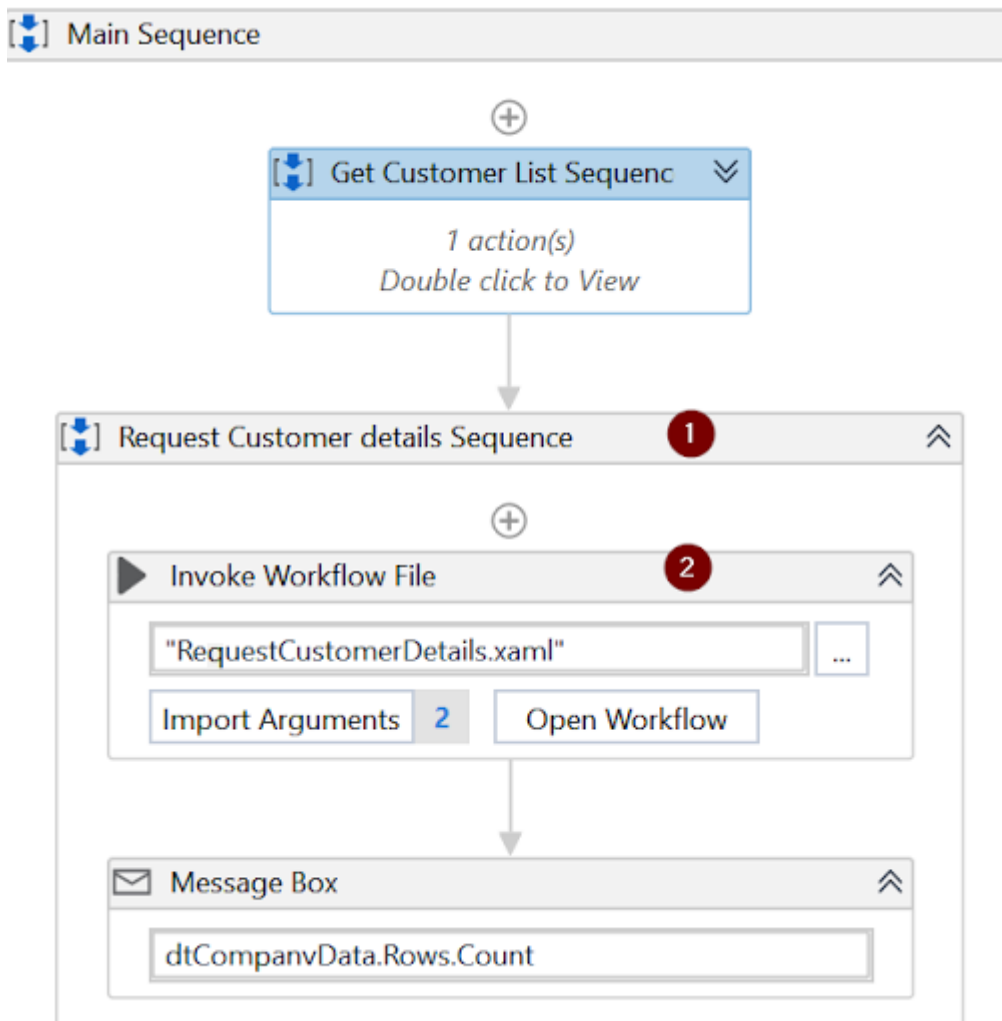 Main Sequence
Get Customer List Sequenc
1 action(s)
Double click to View
Request Customer details Sequence 1
Invoke Workflow File 2
"RequestCustomerDetails.xaml" ...
Import Arguments 2 Open Workflow
Message Box
dtCompanyData.Rows.Count